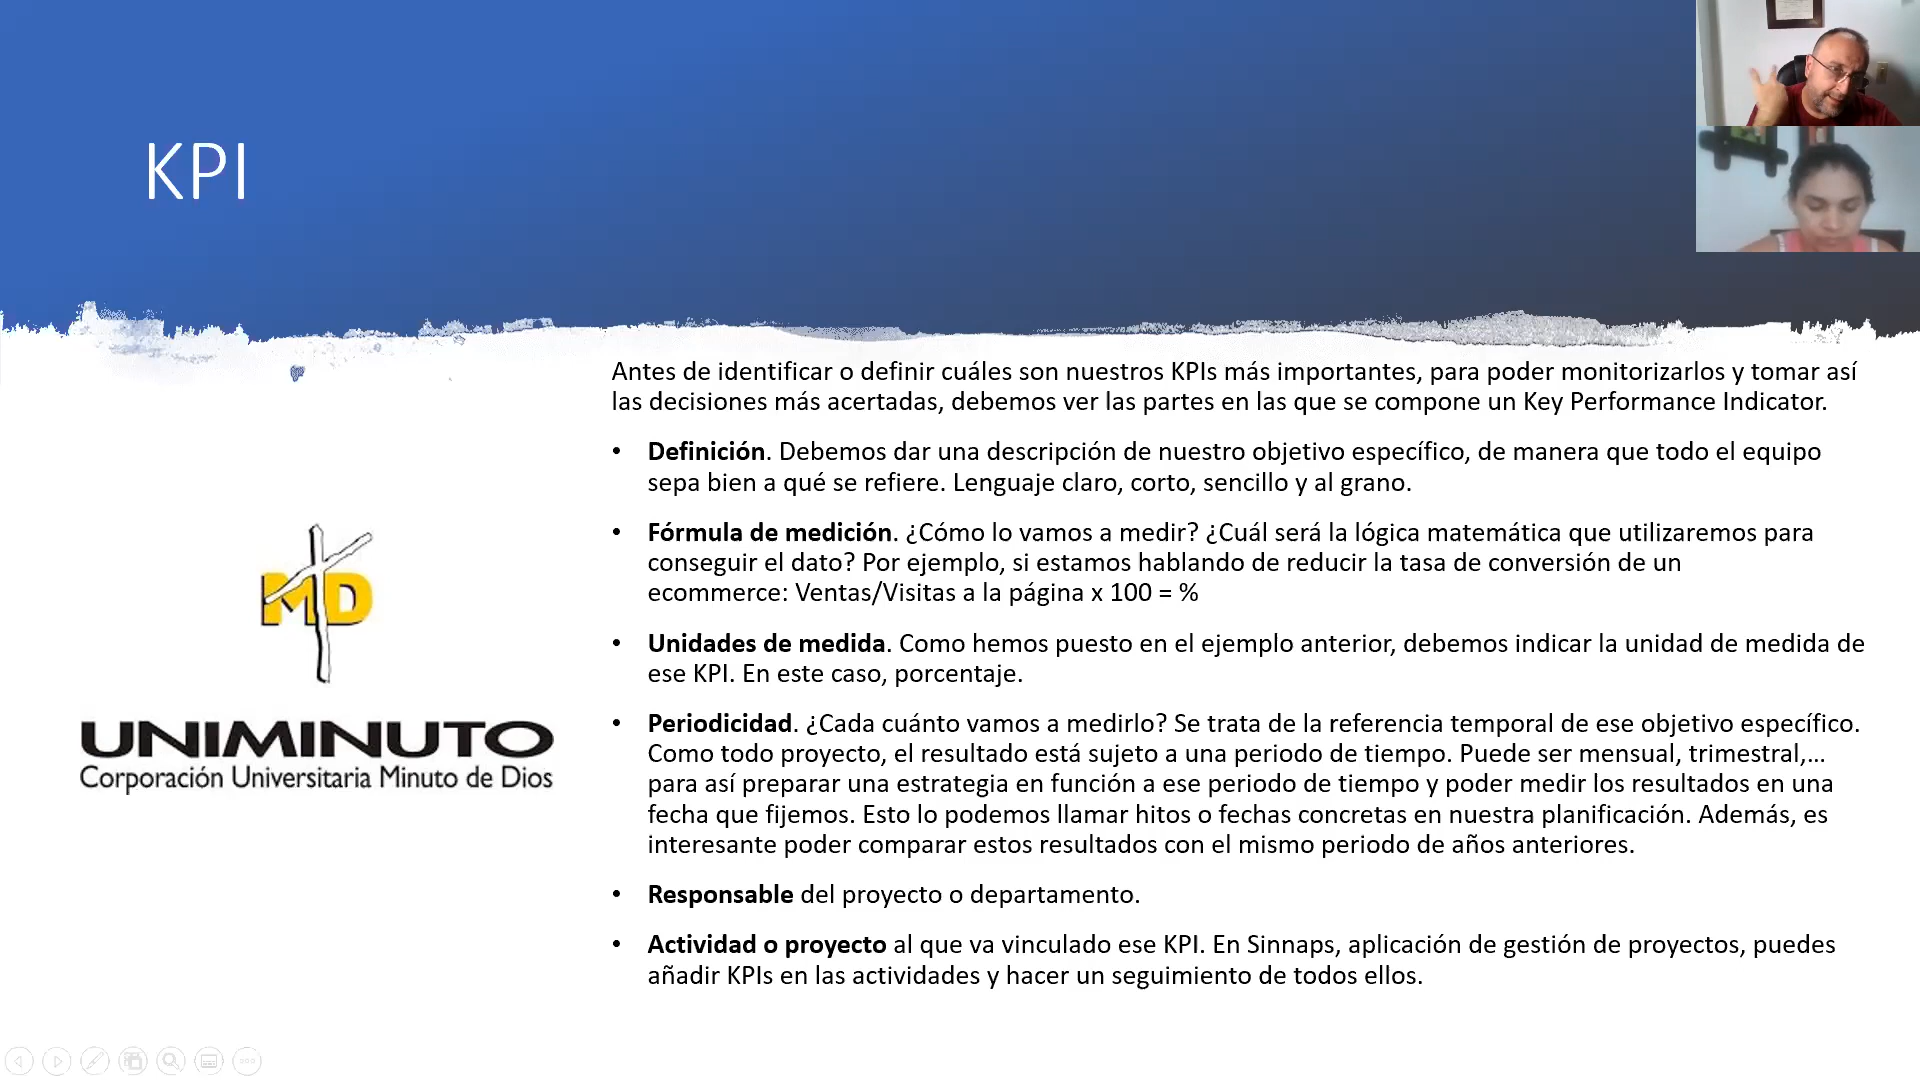 KPI
Antes de identificar o definir cuáles son nuestros KPIs más importantes, para poder monitorizarlos y tomar así
las decisiones más acertadas, debemos ver las partes en las que se compone un Key Performance Indicator.
• Definición. Debemos dar una descripción de nuestro objetivo específico, de manera que todo el equipo
sepa bien a qué se refiere. Lenguaje claro, corto, sencillo y al grano.
• Fórmula de medición. ¿Cómo lo vamos a medir? ¿Cuál será la lógica matemática que utilizaremos para
conseguir el dato? Por ejemplo, si estamos hablando de reducir la tasa de conversión de un
ecommerce: Ventas/Visitas a la página x 100 = %
• Unidades de medida. Como hemos puesto en el ejemplo anterior, debemos indicar la unidad de medida de
ese KPI. En este caso, porcentaje.
• Periodicidad. ¿Cada cuánto vamos a medirlo? Se trata de la referencia temporal de ese objetivo específico.
Como todo proyecto, el resultado está sujeto a una periodo de tiempo. Puede ser mensual, trimestral,...
para así preparar una estrategia en función a ese periodo de tiempo y poder medir los resultados en una
fecha que fijemos. Esto lo podemos llamar hitos o fechas concretas en nuestra planificación. Además, es
interesante poder comparar estos resultados con el mismo periodo de años anteriores.
• Responsable del proyecto o departamento.
• Actividad o proyecto al que va vinculado ese KPI. En Sinnaps, aplicación de gestión de proyectos, puedes
añadir KPIs en las actividades y hacer un seguimiento de todos ellos.
MD
UNIMINUTO
Corporación Universitaria Minuto de Dios